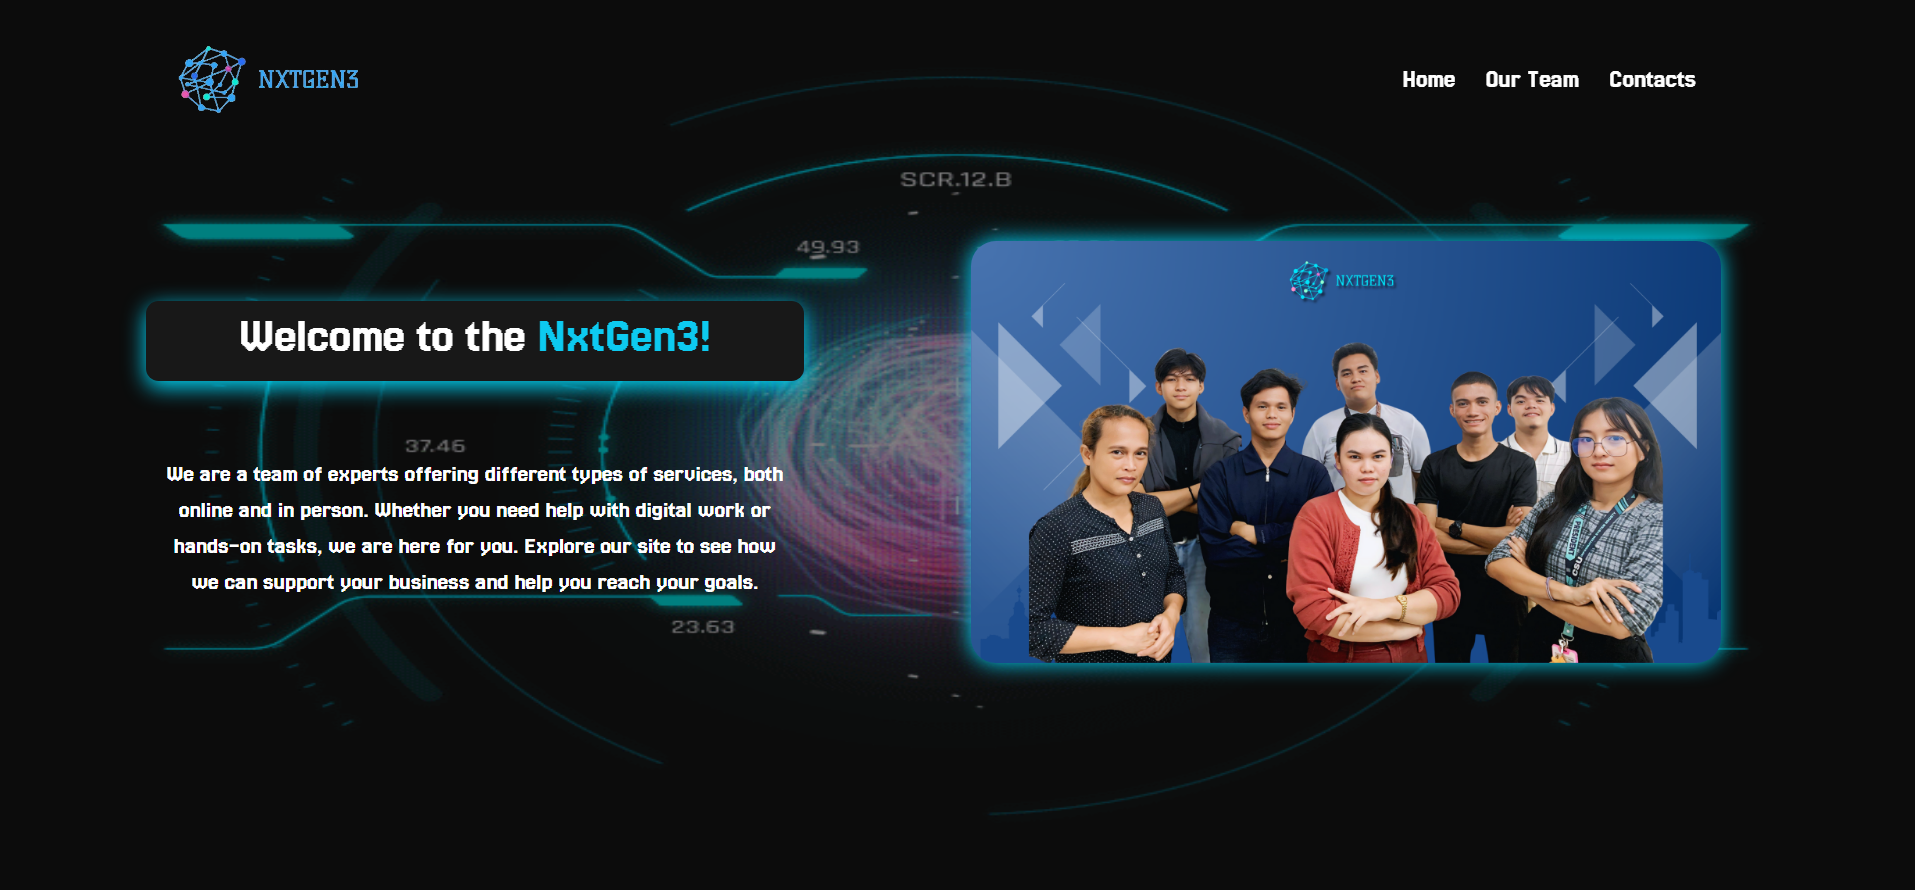 NXTGEN3
Home Our Team Contacts
SCR.12.B
49.93
NXTGEN3
Welcome to the NxtGen3!
37.46
We are a team of experts offering different types of services, both
online and in person. Whether you need help with digital work or
hands-on tasks, we are here for you. Explore our site to see how
we can support your business and help you reach your goals.
23.63
CSU